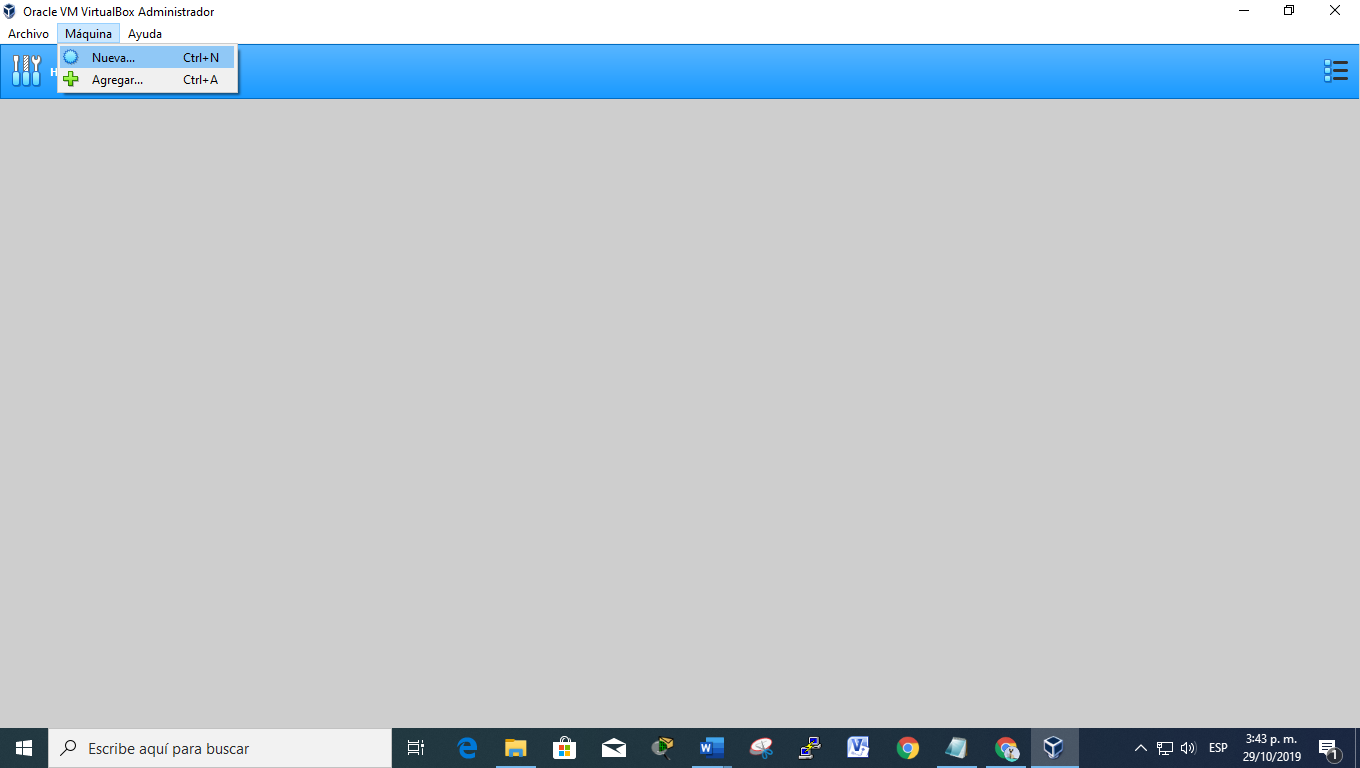 Oracle VM VirtualBox Administrador
Archivo Máquina Ayuda
Nueva... Ctrl+N
H
Agregar... Ctrl+A
Escribe aquí para buscar
ESP
3:43 p. m.
29/10/2019
1